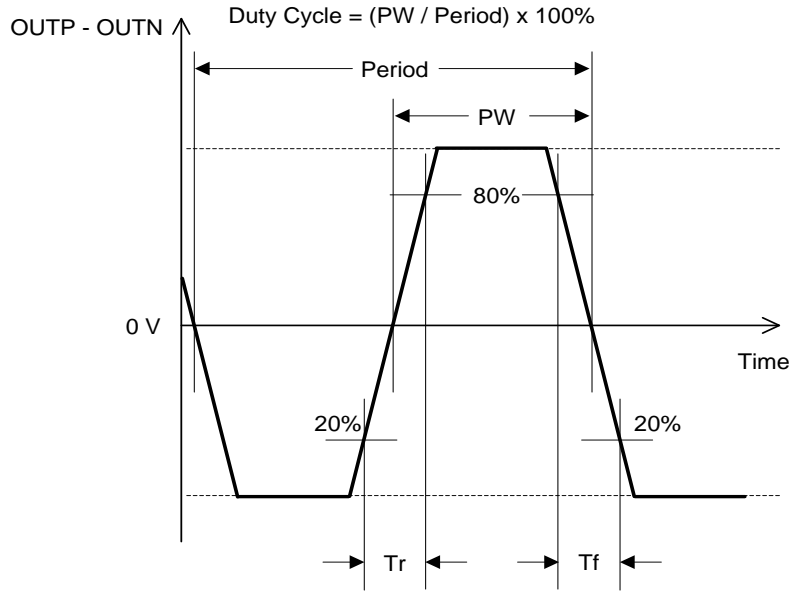 Duty Cycle = (PW / Period) x 100%
OUTP - OUTN
Period
PW
80%
0 V
Time
20%
20%
Tr
Tf